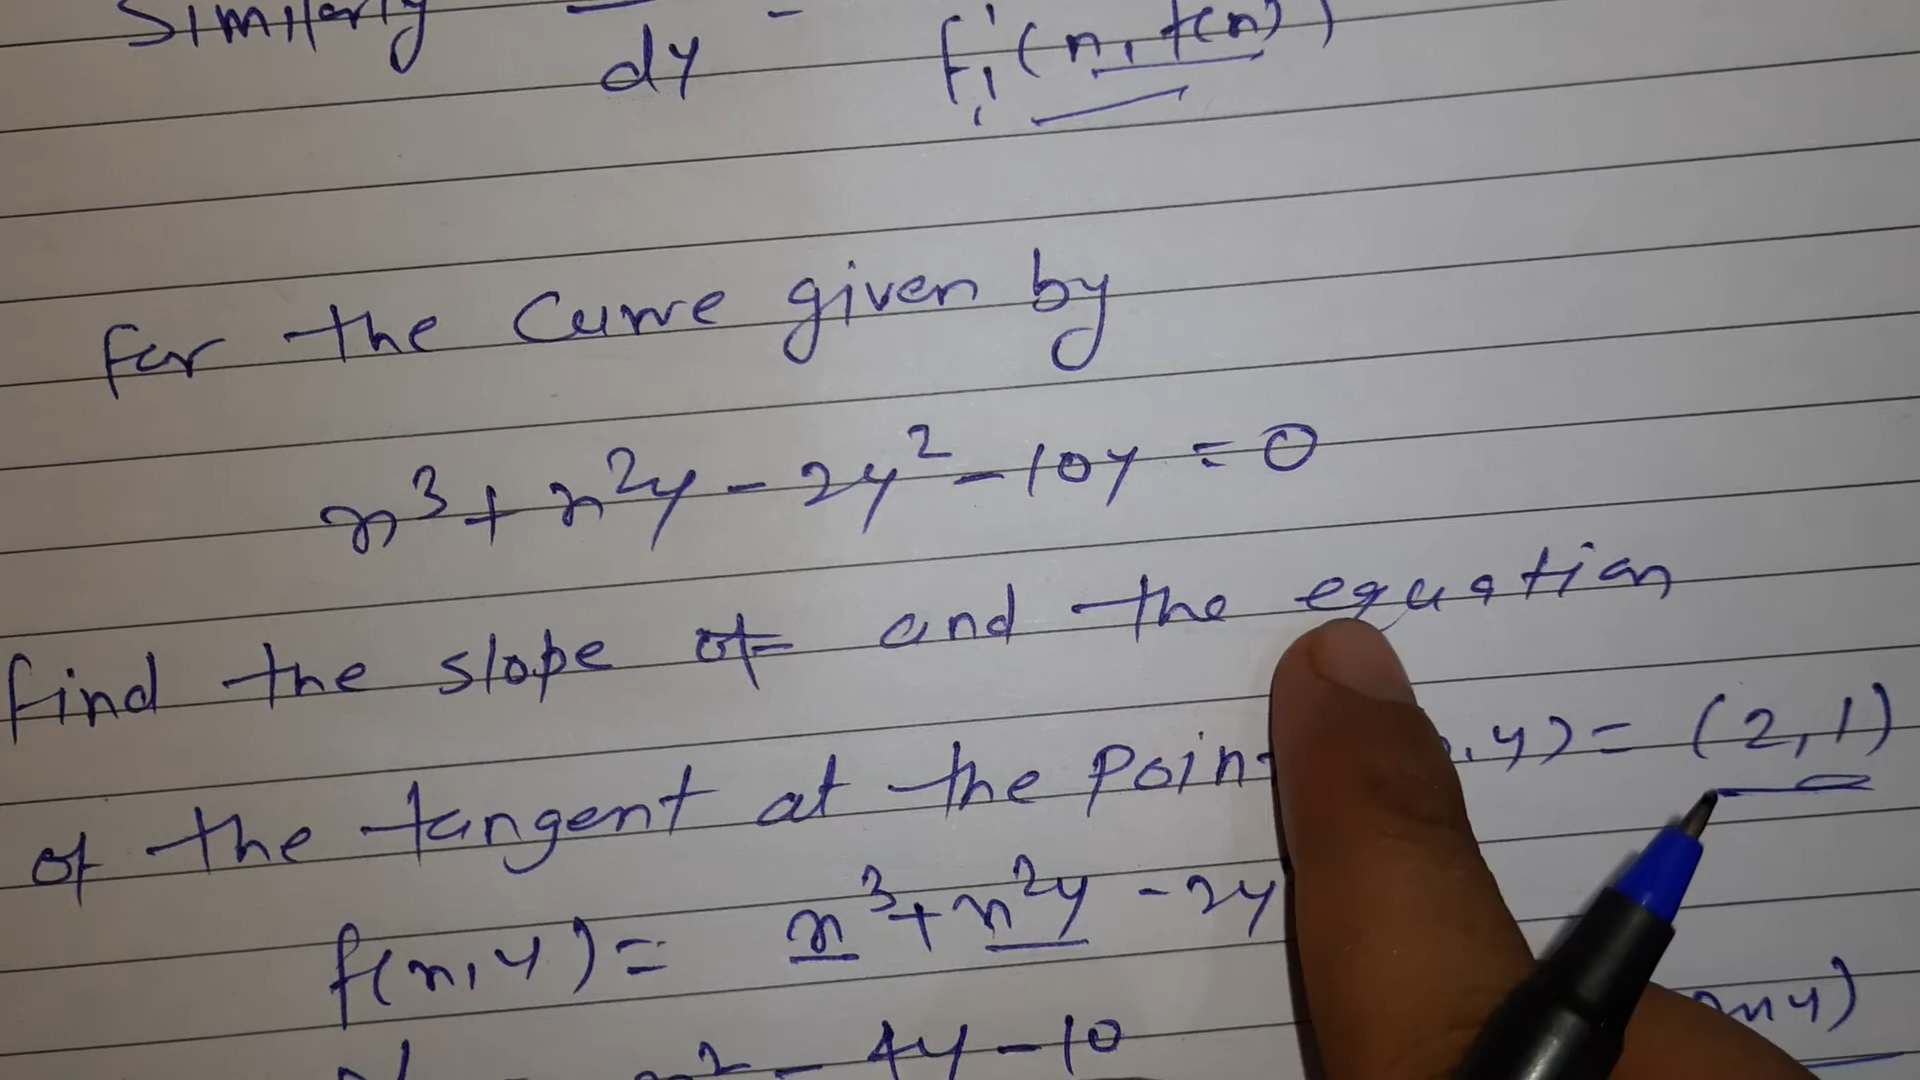 Similarly dy - f₁'(x, f(x))
for the curve given by
x³ + x²y - 2y² - 10y = 0
find the slope of and the equation
of the tangent at the point , y) = (2, 1)
f(x, y) = x³ + x²y - 2y
x² - 4y - 10